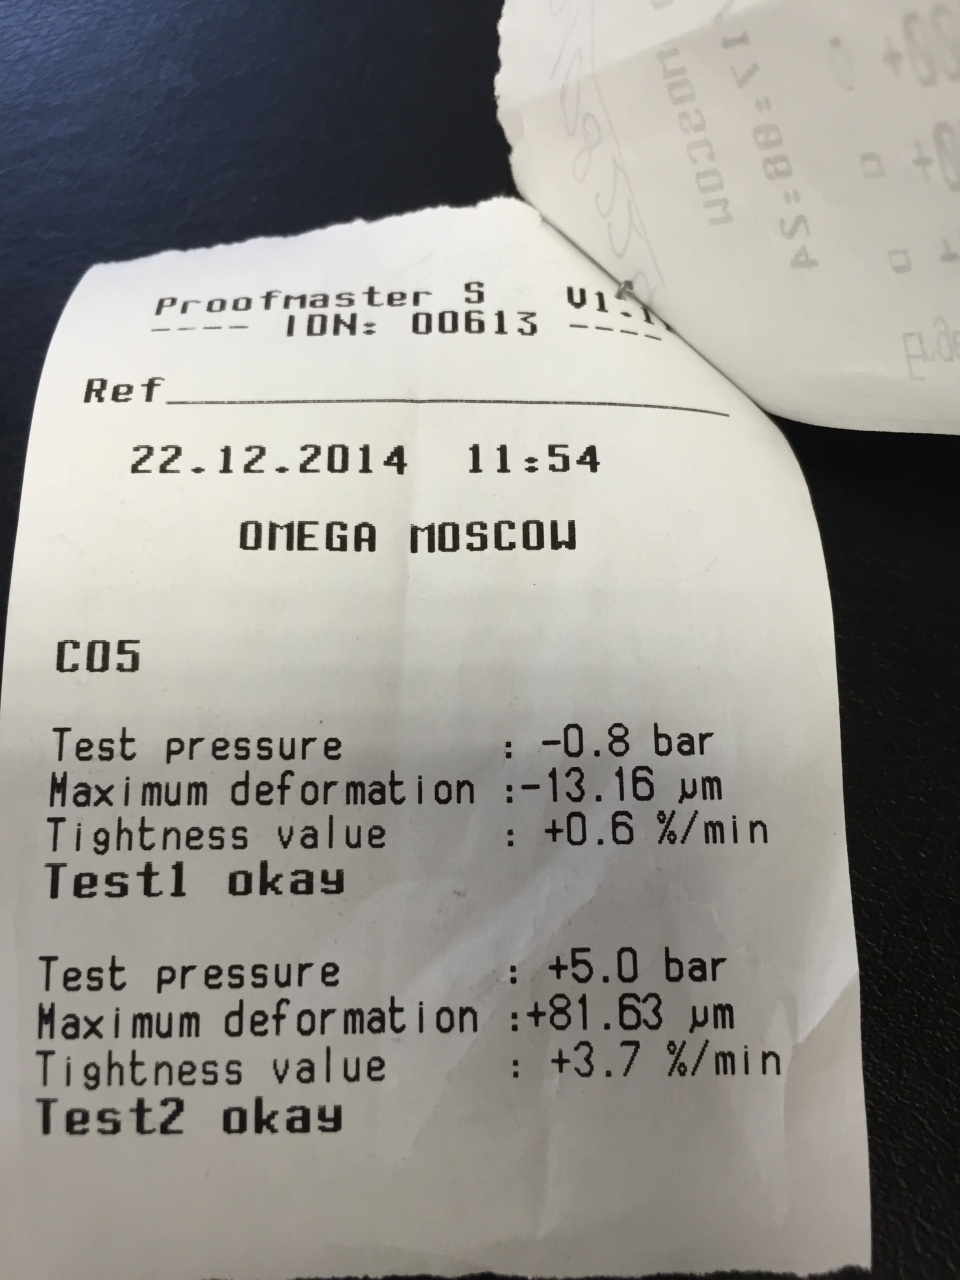 Proofmaster S V1.1
---- IDN: 00613 ----
Ref
22.12.2014 11:54
OMEGA MOSCOW
C05
Test pressure : -0.8 bar
Maximum deformation :-13.16 µm
Tightness value : +0.6 %/min
Test1 okay
Test pressure : +5.0 bar
Maximum deformation :+81.63 µm
Tightness value : +3.7 %/min
Test2 okay